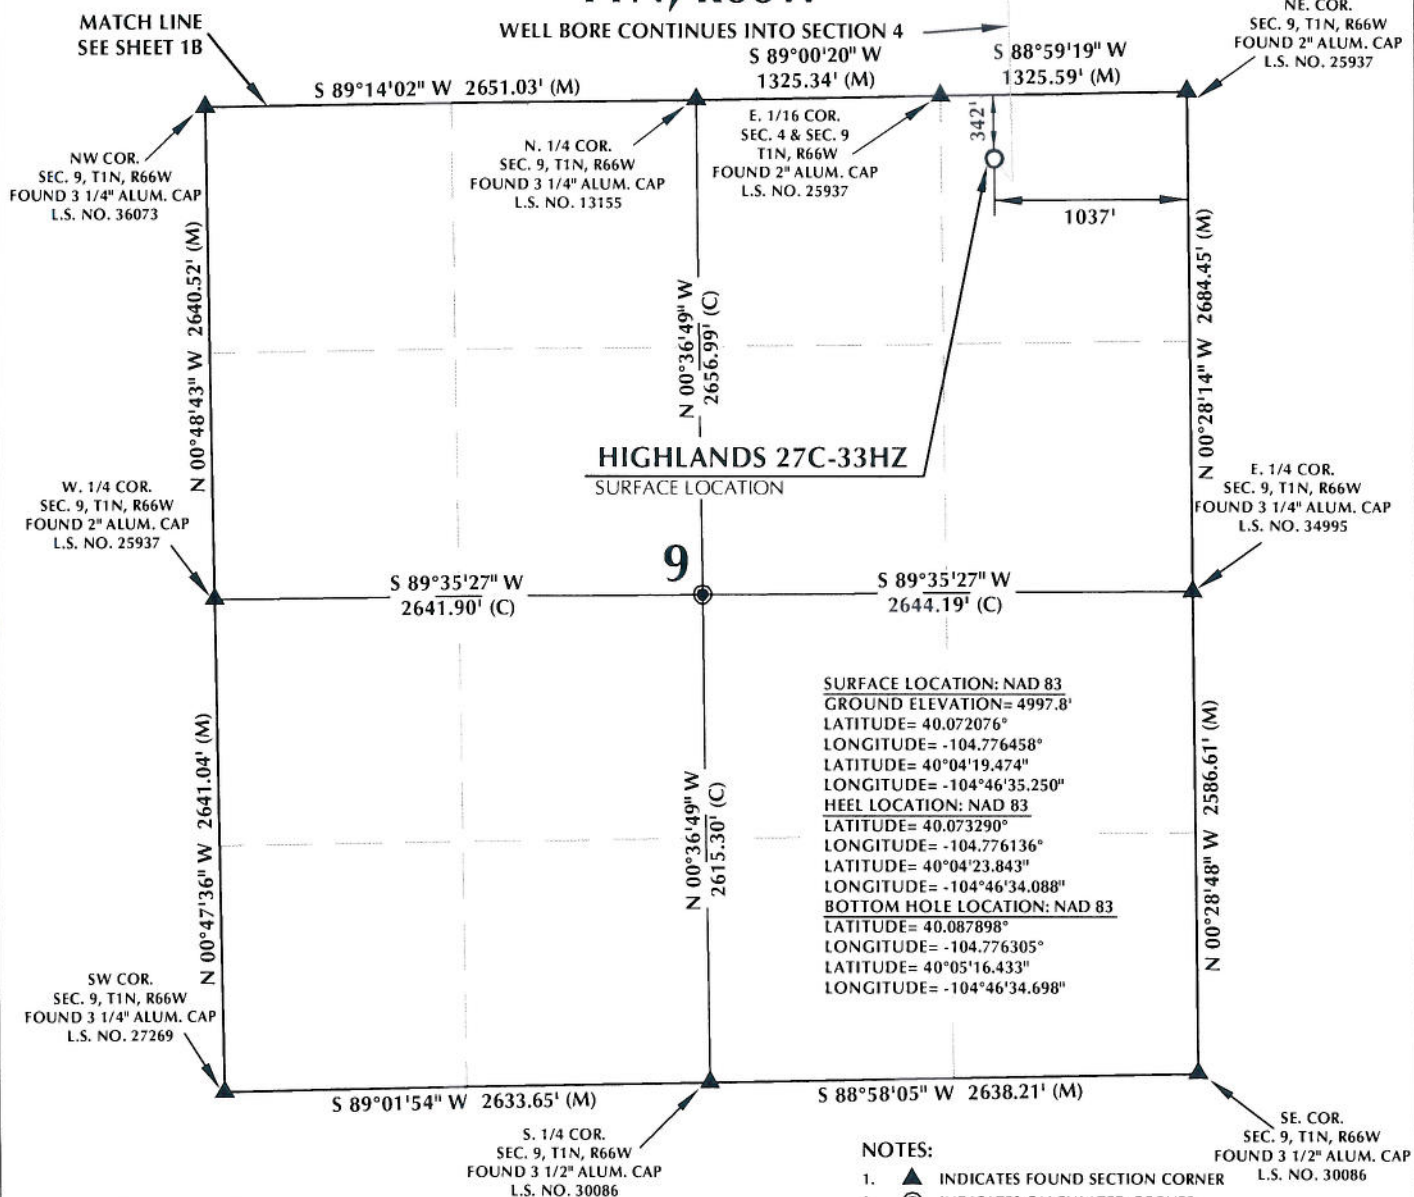 MATCH LINE
SEE SHEET 1B
WELL BORE CONTINUES INTO SECTION 4
NE. COR.
SEC. 9, T1N, R66W
FOUND 2" ALUM. CAP
L.S. NO. 25937
S 89°14'02" W 2651.03' (M)
S 89°00'20" W
1325.34' (M)
S 88°59'19" W
1325.59' (M)
NW COR.
SEC. 9, T1N, R66W
FOUND 3 1/4" ALUM. CAP
L.S. NO. 36073
N. 1/4 COR.
SEC. 9, T1N, R66W
FOUND 3 1/4" ALUM. CAP
L.S. NO. 13155
E. 1/16 COR.
SEC. 4 & SEC. 9
T1N, R66W
FOUND 2" ALUM. CAP
L.S. NO. 25937
342'
1037'
N 00°48'43" W 2640.52' (M)
N 00°36'49" W
2656.99' (C)
N 00°28'14" W 2684.45' (M)
HIGHLANDS 27C-33HZ
SURFACE LOCATION
W. 1/4 COR.
SEC. 9, T1N, R66W
FOUND 2" ALUM. CAP
L.S. NO. 25937
E. 1/4 COR.
SEC. 9, T1N, R66W
FOUND 3 1/4" ALUM. CAP
L.S. NO. 34995
9
S 89°35'27" W
2641.90' (C)
S 89°35'27" W
2644.19' (C)
SURFACE LOCATION: NAD 83
GROUND ELEVATION= 4997.8'
LATITUDE= 40.072076°
LONGITUDE= -104.776458°
LATITUDE= 40°04'19.474"
LONGITUDE= -104°46'35.250"
HEEL LOCATION: NAD 83
LATITUDE= 40.073290°
LONGITUDE= -104.776136°
LATITUDE= 40°04'23.843"
LONGITUDE= -104°46'34.088"
BOTTOM HOLE LOCATION: NAD 83
LATITUDE= 40.087898°
LONGITUDE= -104.776305°
LATITUDE= 40°05'16.433"
LONGITUDE= -104°46'34.698"
N 00°47'36" W 2641.04' (M)
N 00°36'49" W
2615.30' (C)
N 00°28'48" W 2586.61' (M)
SW COR.
SEC. 9, T1N, R66W
FOUND 3 1/4" ALUM. CAP
L.S. NO. 27269
S 89°01'54" W 2633.65' (M)
S 88°58'05" W 2638.21' (M)
S. 1/4 COR.
SEC. 9, T1N, R66W
FOUND 3 1/2" ALUM. CAP
L.S. NO. 30086
SE. COR.
SEC. 9, T1N, R66W
FOUND 3 1/2" ALUM. CAP
L.S. NO. 30086
NOTES:
1. INDICATES FOUND SECTION CORNER